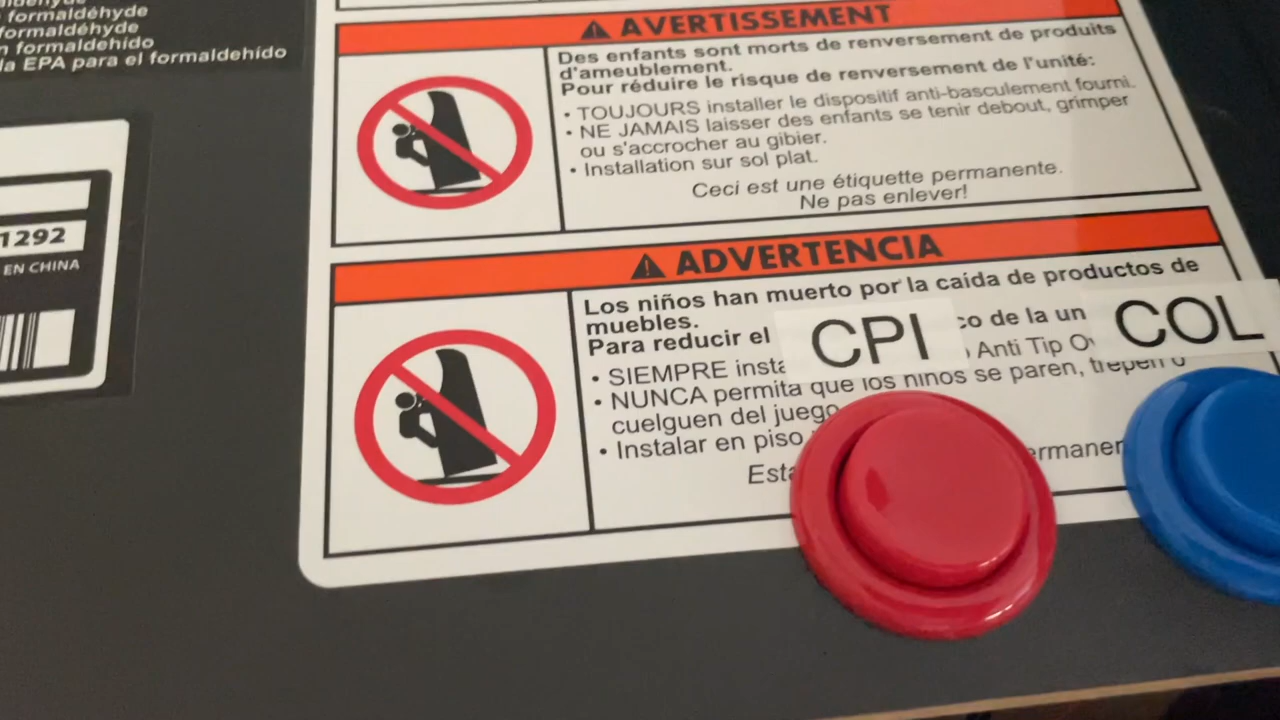 formaldéhyde
formaldéhyde
formaldehído
la EPA para el formaldehído
1292
EN CHINA
AVERTISSEMENT
Des enfants sont morts de renversement de produits
d'ameublement.
Pour réduire le risque de renversement de l'unité:
• TOUJOURS installer le dispositif anti-basculement fourni.
• NE JAMAIS laisser des enfants se tenir debout, grimper
ou s'accrocher au gibier.
• Installation sur sol plat.
Ceci est une étiquette permanente.
Ne pas enlever!
ADVERTENCIA
Los niños han muerto por la caída de productos de
muebles.
Para reducir el de la un
• SIEMPRE Anti Tip
• NUNCA permita que los niños se paren, trepen o
cuelguen del juego
• Instalar en piso
CPI
COL